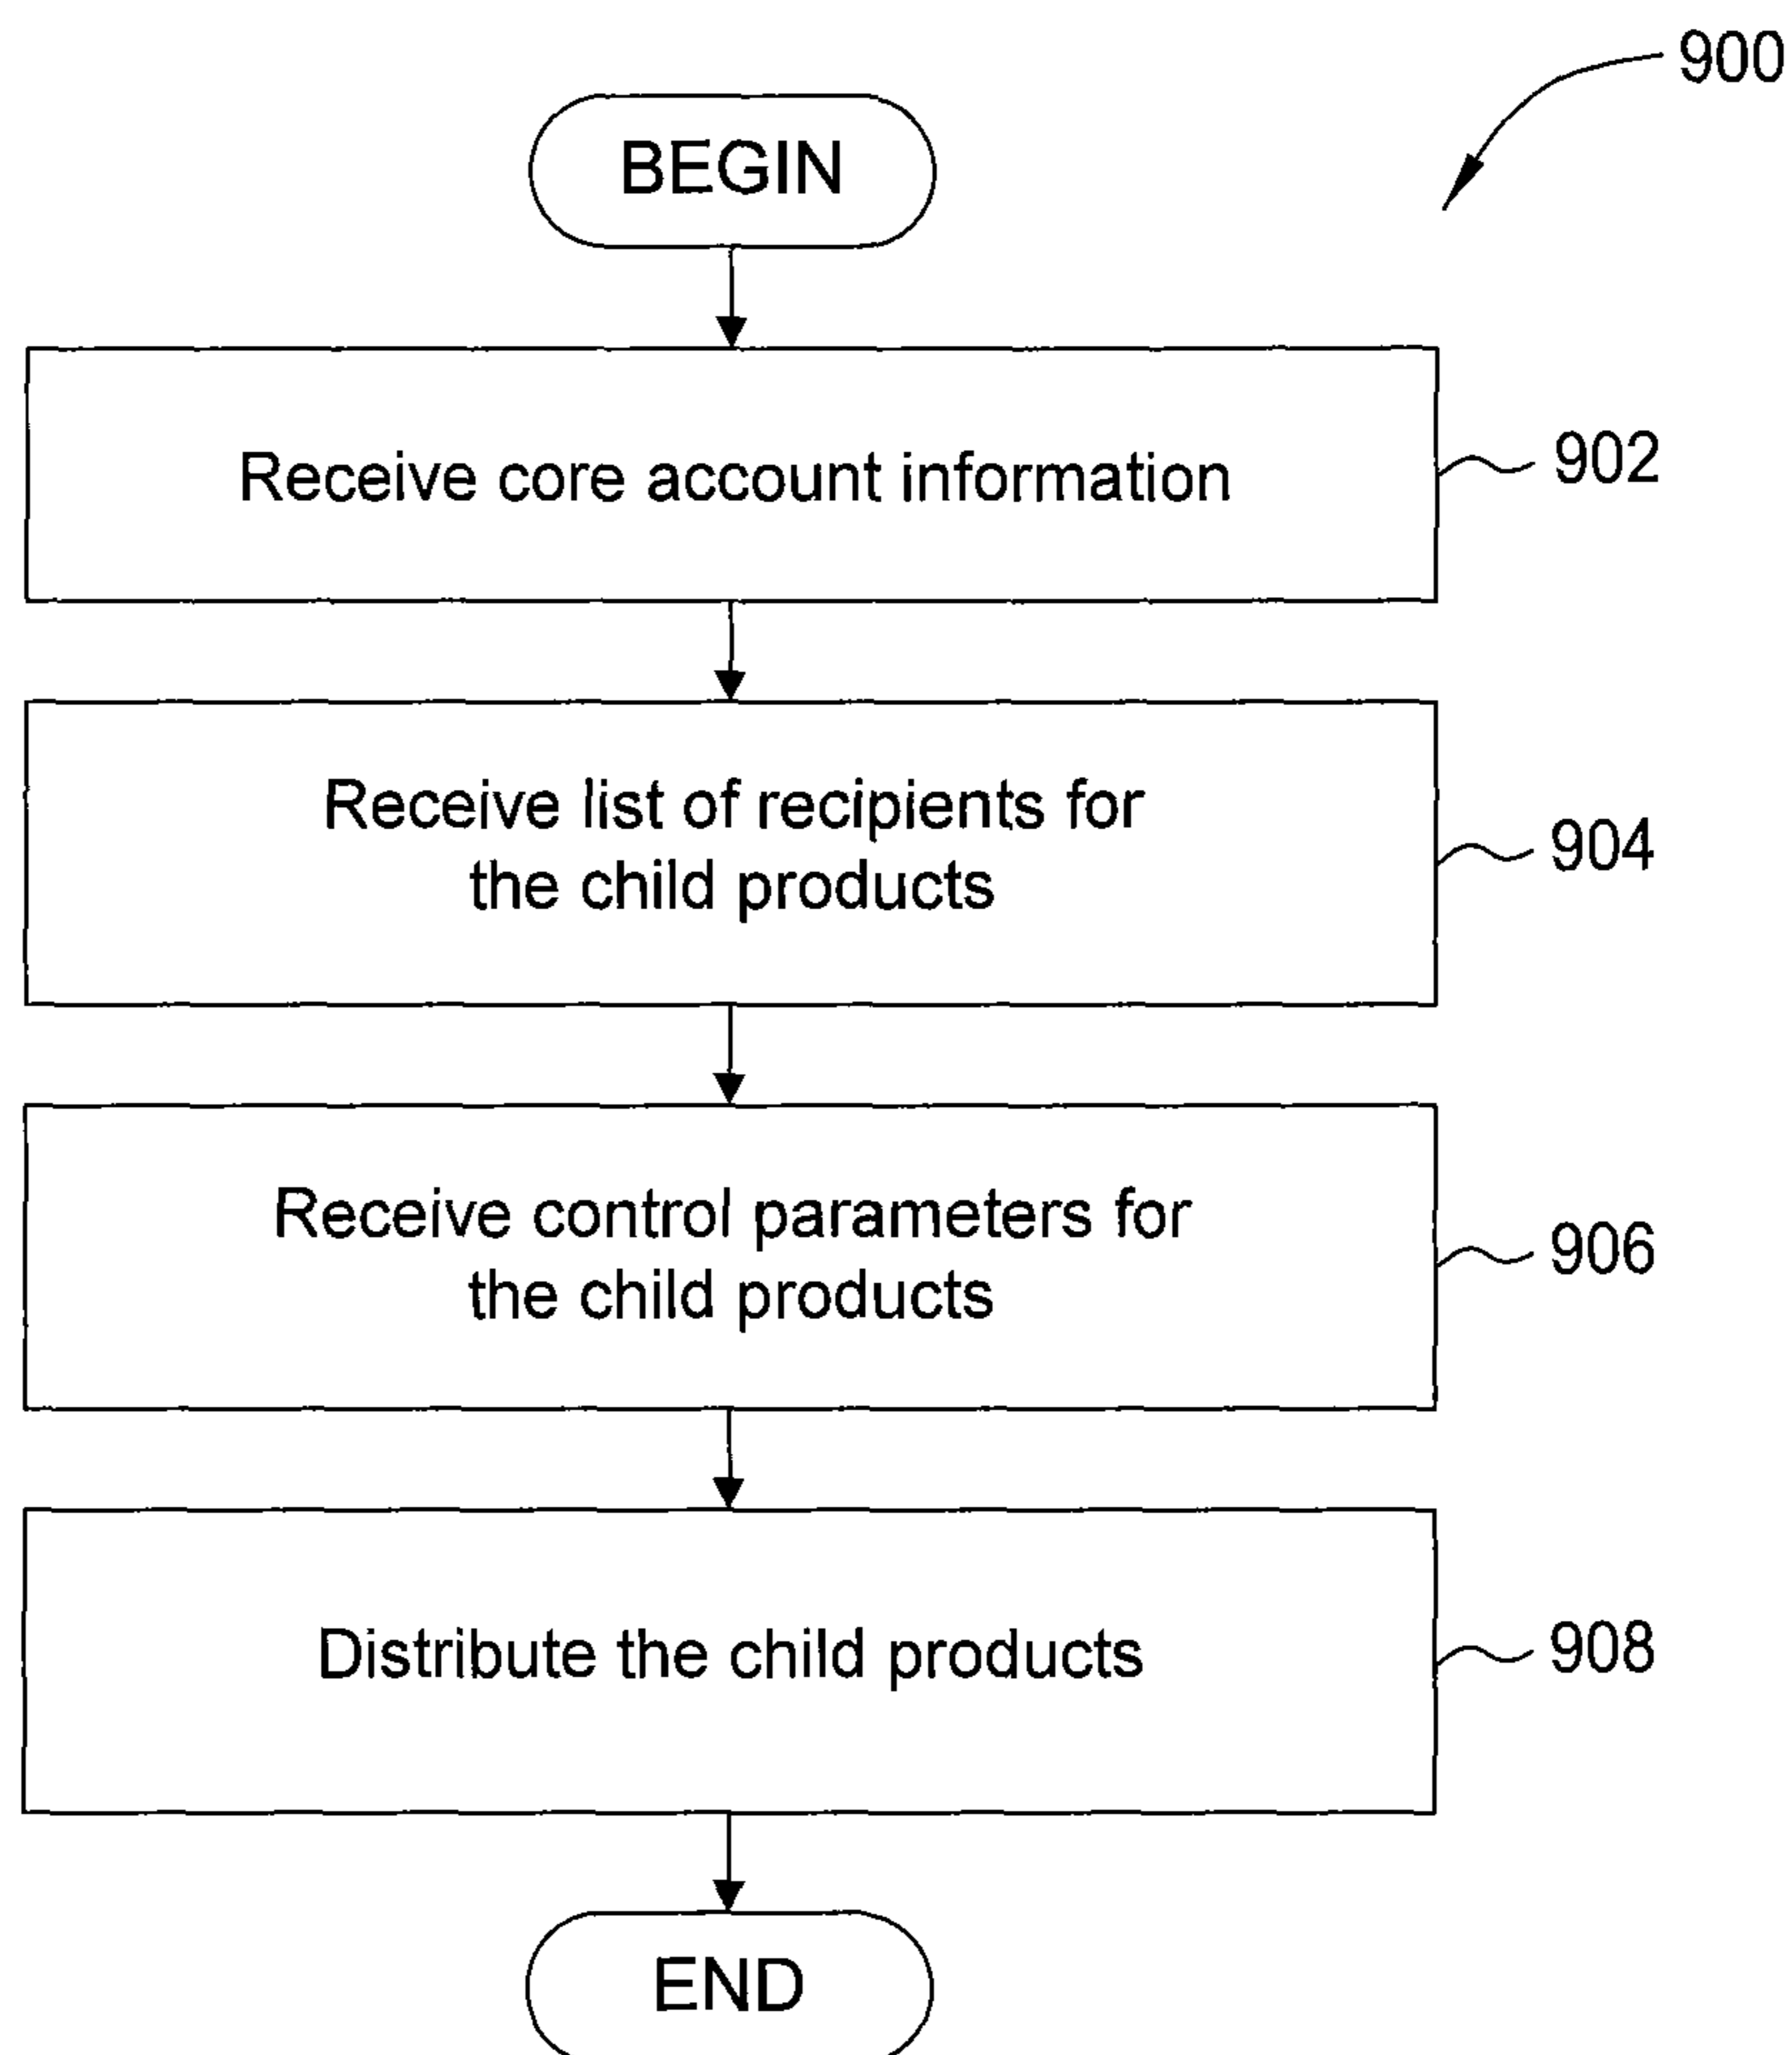 900
BEGIN
Receive core account information
902
Receive list of recipients for
the child products
904
Receive control parameters for
the child products
906
Distribute the child products
908
END